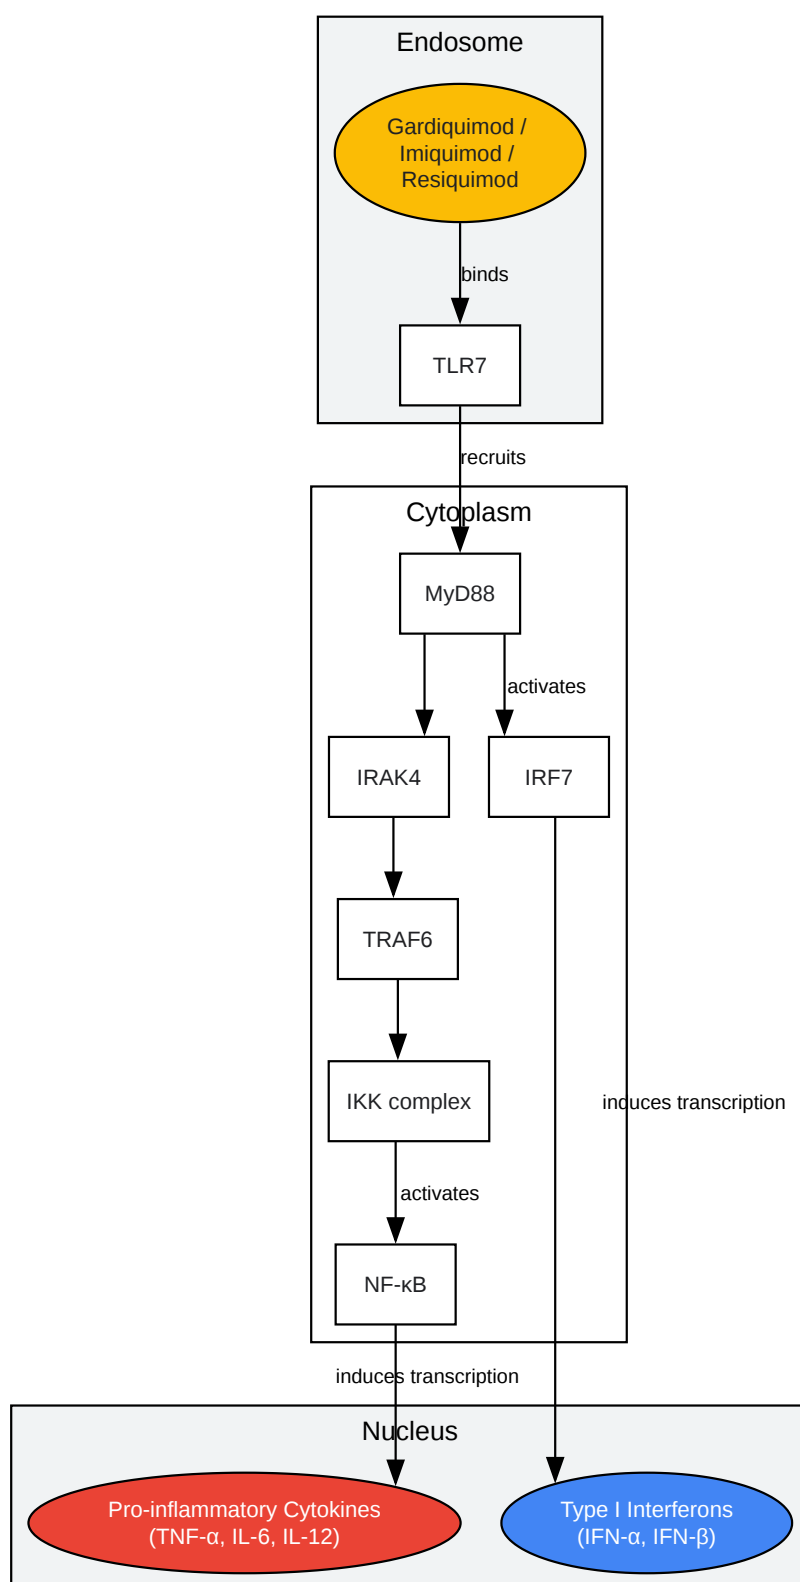 Endosome
Gardiquimod /
Imiquimod /
Resiquimod
binds
TLR7
recruits
Cytoplasm
MyD88
activates
IRAK4
IRF7
TRAF6
IKK complex
induces transcription
activates
NF-κB
induces transcription
Nucleus
Pro-inflammatory Cytokines
(TNF-α, IL-6, IL-12)
Type I Interferons
(IFN-α, IFN-β)